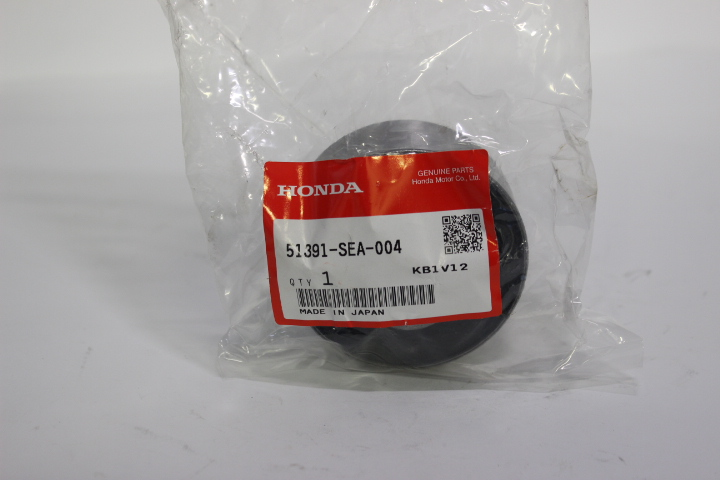 HONDA
GENUINE PARTS
Honda Motor Co., Ltd.
51391-SEA-004
KB1V12
QTY 1
MADE IN JAPAN